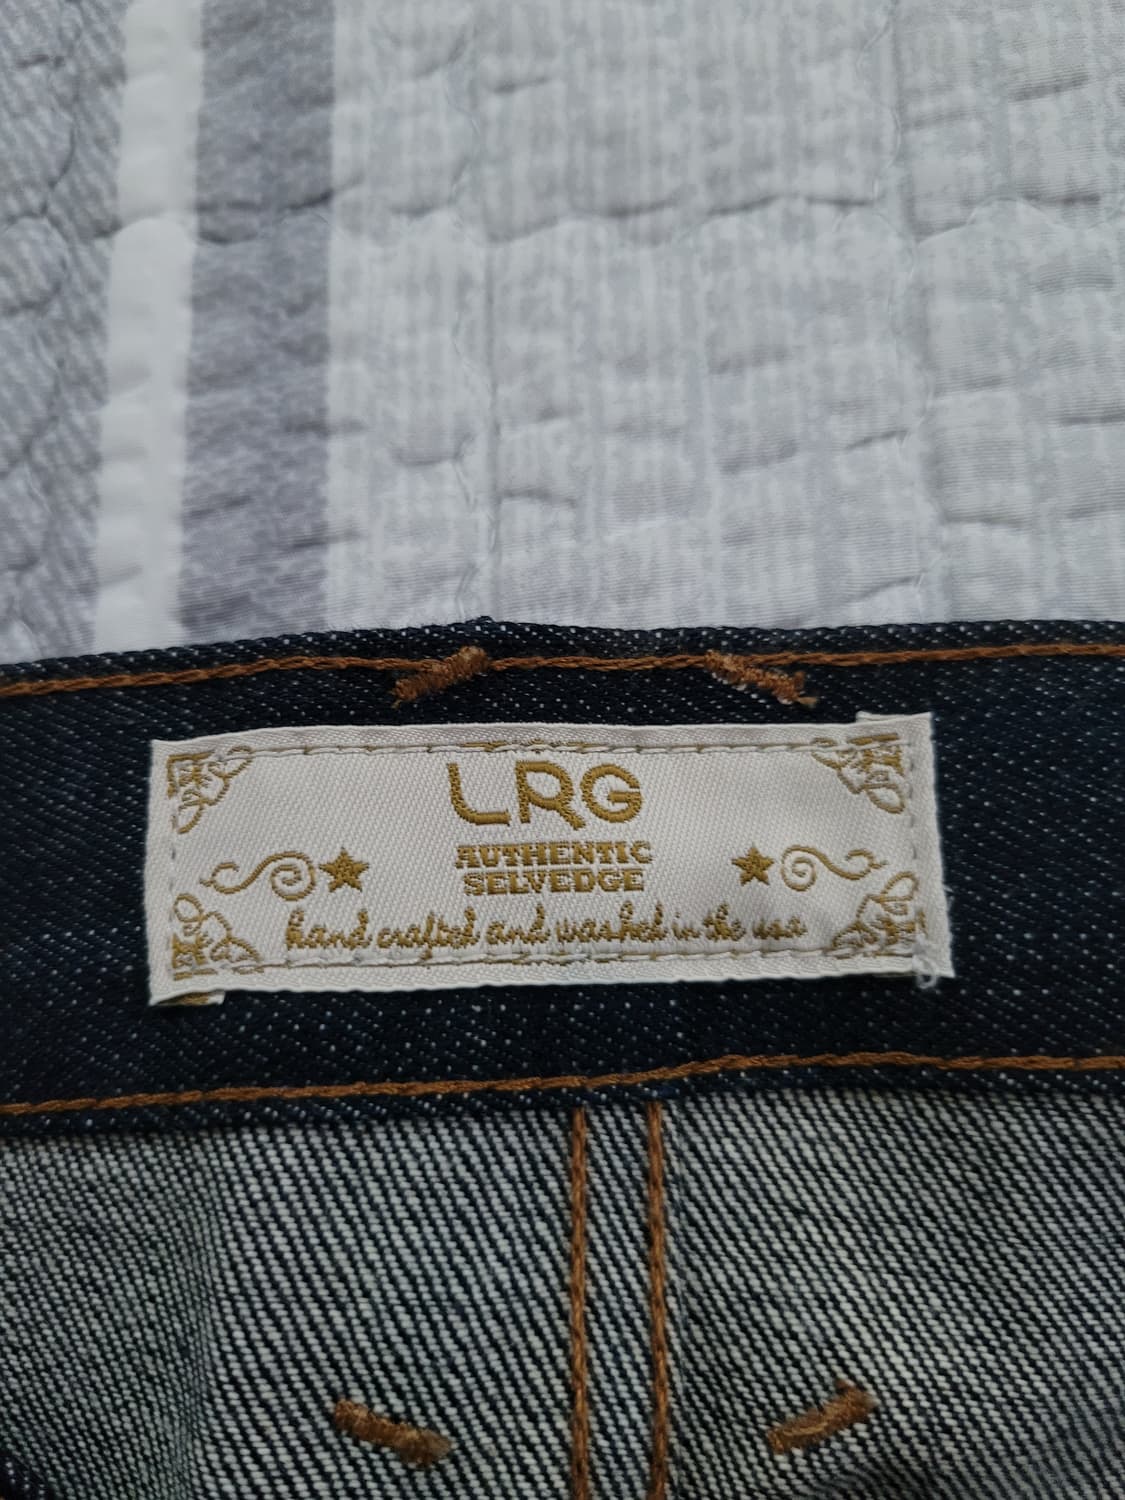 LRG
AUTHENTIC
SELVEDGE
hand crafted and washed in the usa